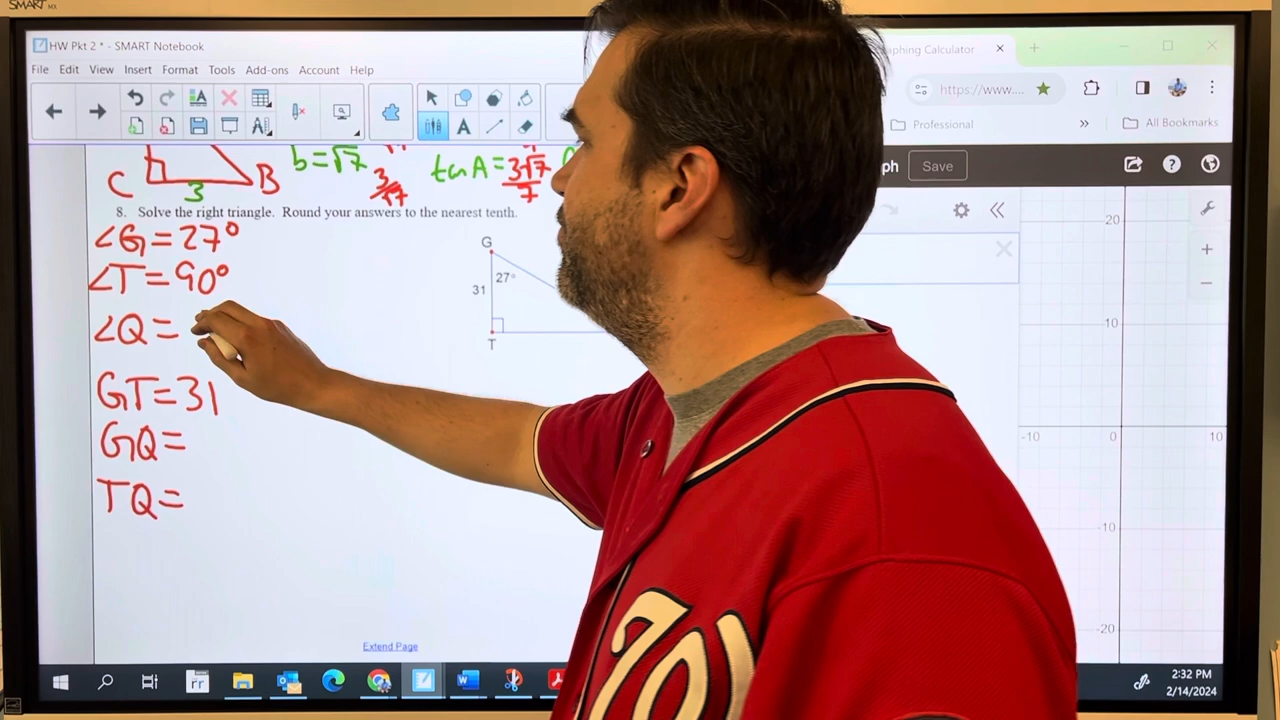 SMART MX
HW Pkt 2 * - SMART Notebook
aphing Calculator
File Edit View Insert Format Tools Add-ons Account Help
https://www....
Professional
All Bookmarks
ph
Save
C
3
B
b=√7
3/√7
tan A = 3√7/7
8. Solve the right triangle. Round your answers to the nearest tenth.
∠G=27°
∠T=90°
∠Q=
GT=31
GQ=
TQ=
G
27°
31
T
20
10
-10 0 10
-10
-20
Extend Page
2:32 PM
2/14/2024